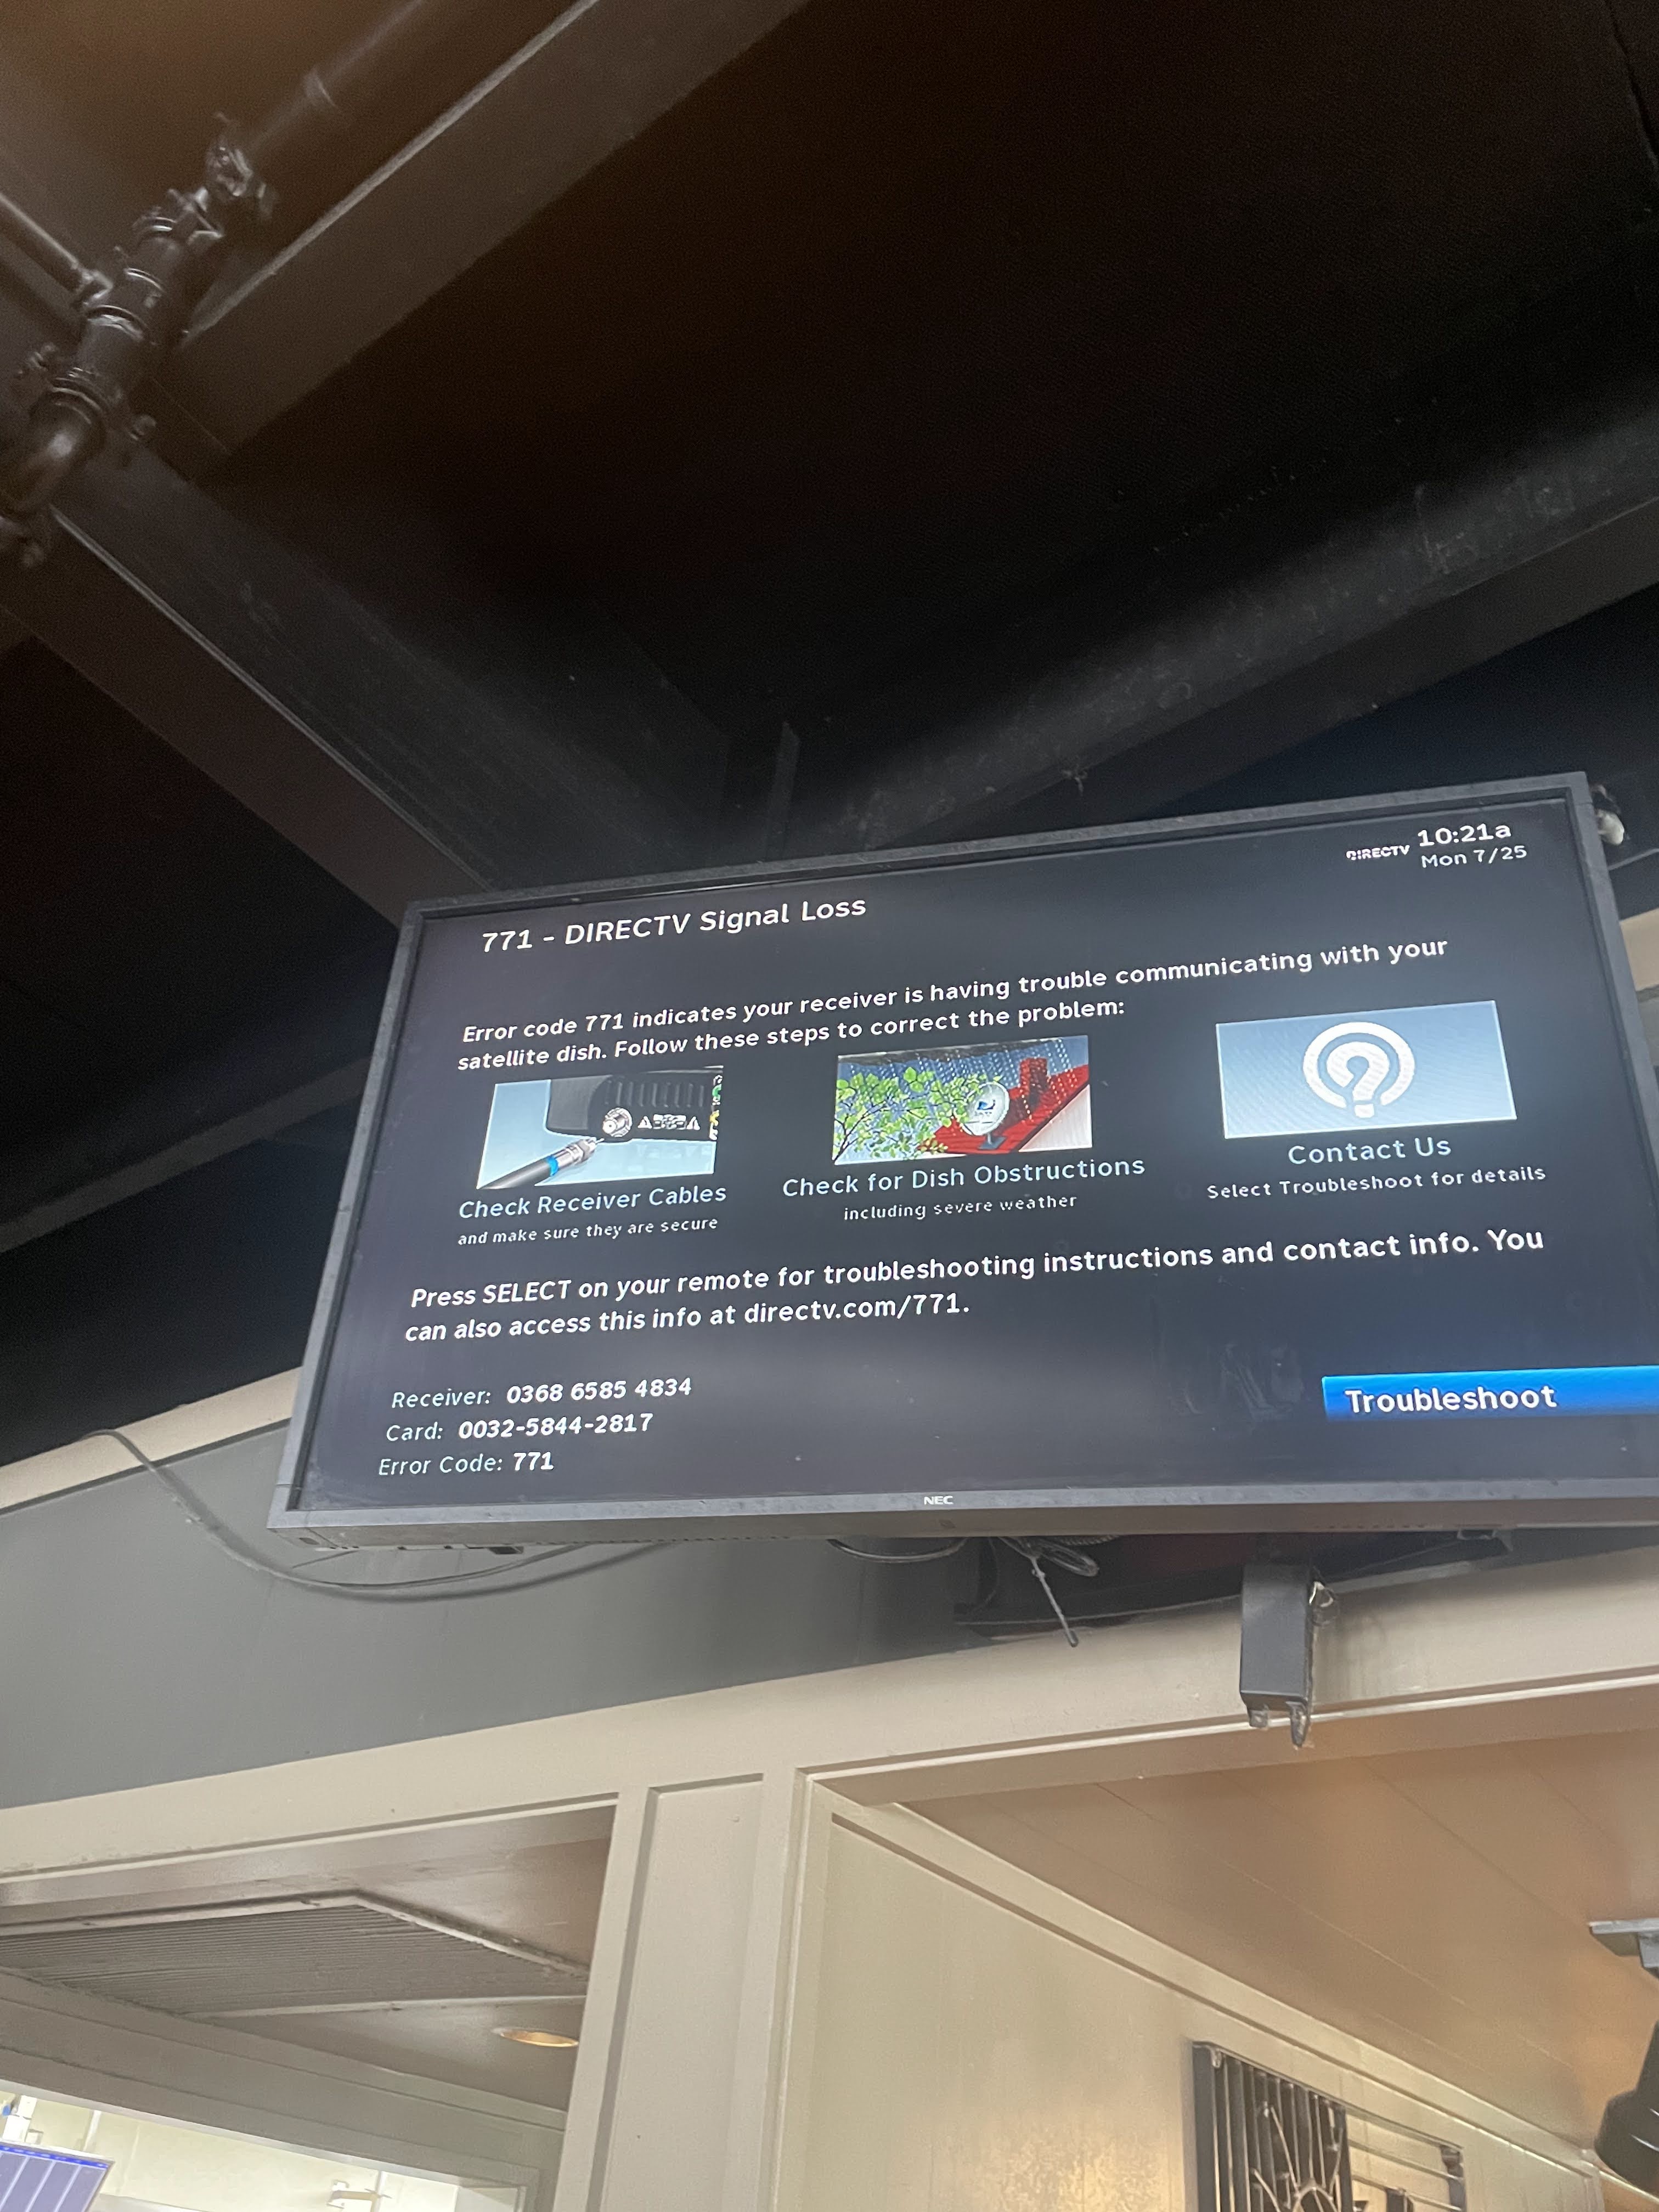 DIRECTV 10:21a
Mon 7/25
771 - DIRECTV Signal Loss
Error code 771 indicates your receiver is having trouble communicating with your
satellite dish. Follow these steps to correct the problem:
Check Receiver Cables
and make sure they are secure
Check for Dish Obstructions
including severe weather
Contact Us
Select Troubleshoot for details
Press SELECT on your remote for troubleshooting instructions and contact info. You
can also access this info at directv.com/771.
Receiver: 0368 6585 4834
Card: 0032-5844-2817
Error Code: 771
Troubleshoot
NEC